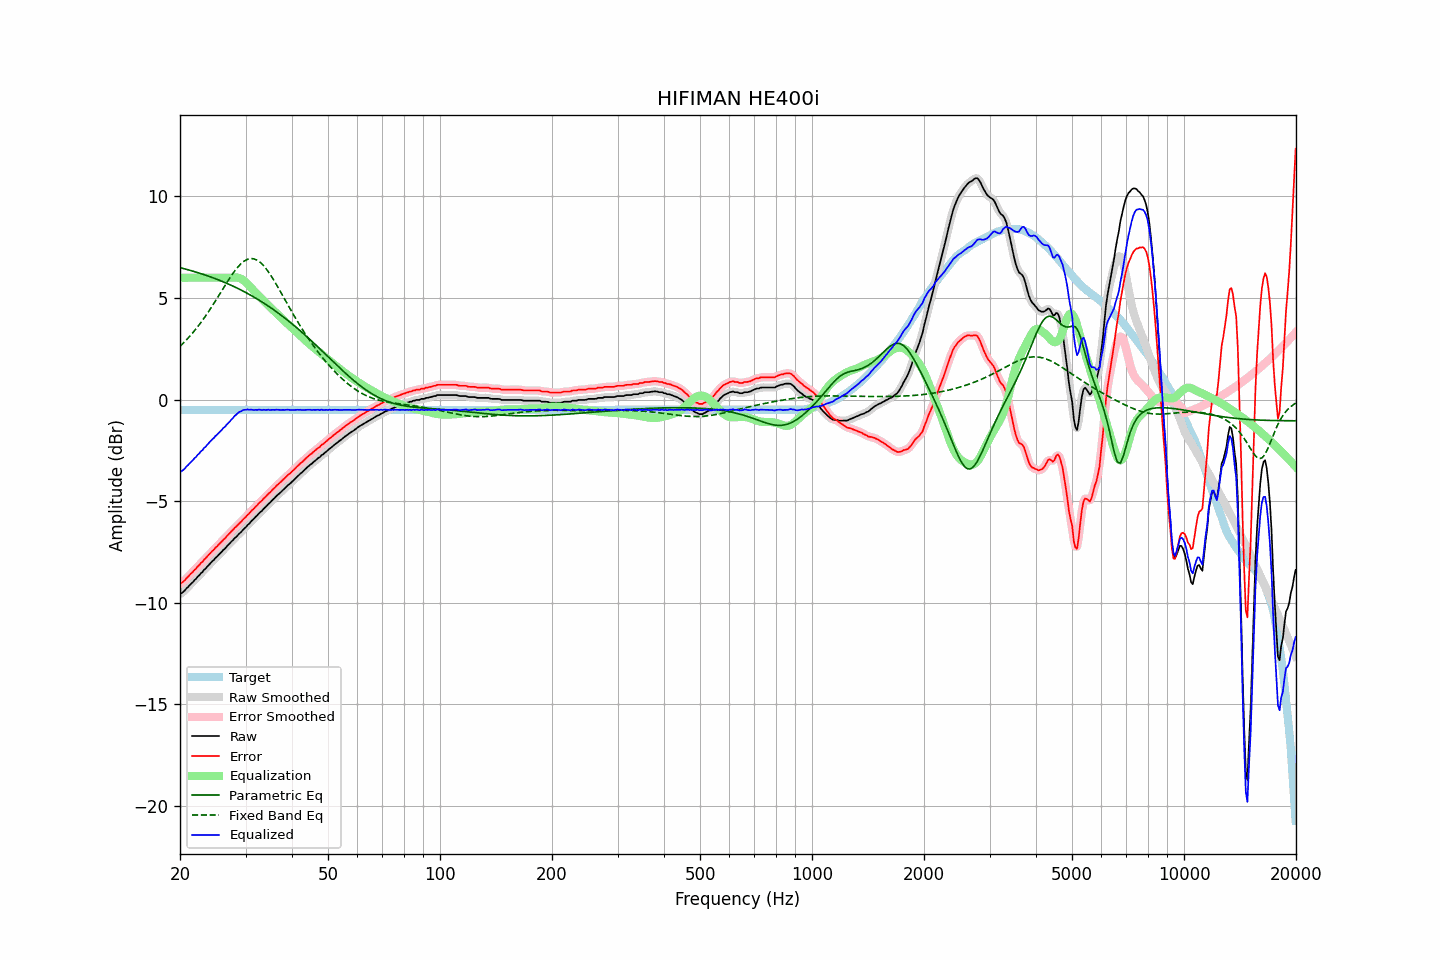 HIFIMAN HE400i
Amplitude (dBr)
10
5
0
−5
−10
−15
−20
Target
Raw Smoothed
Error Smoothed
Raw
Error
Equalization
Parametric Eq
Fixed Band Eq
Equalized
20 50 100 200 500 1000 2000 5000 10000 20000
Frequency (Hz)